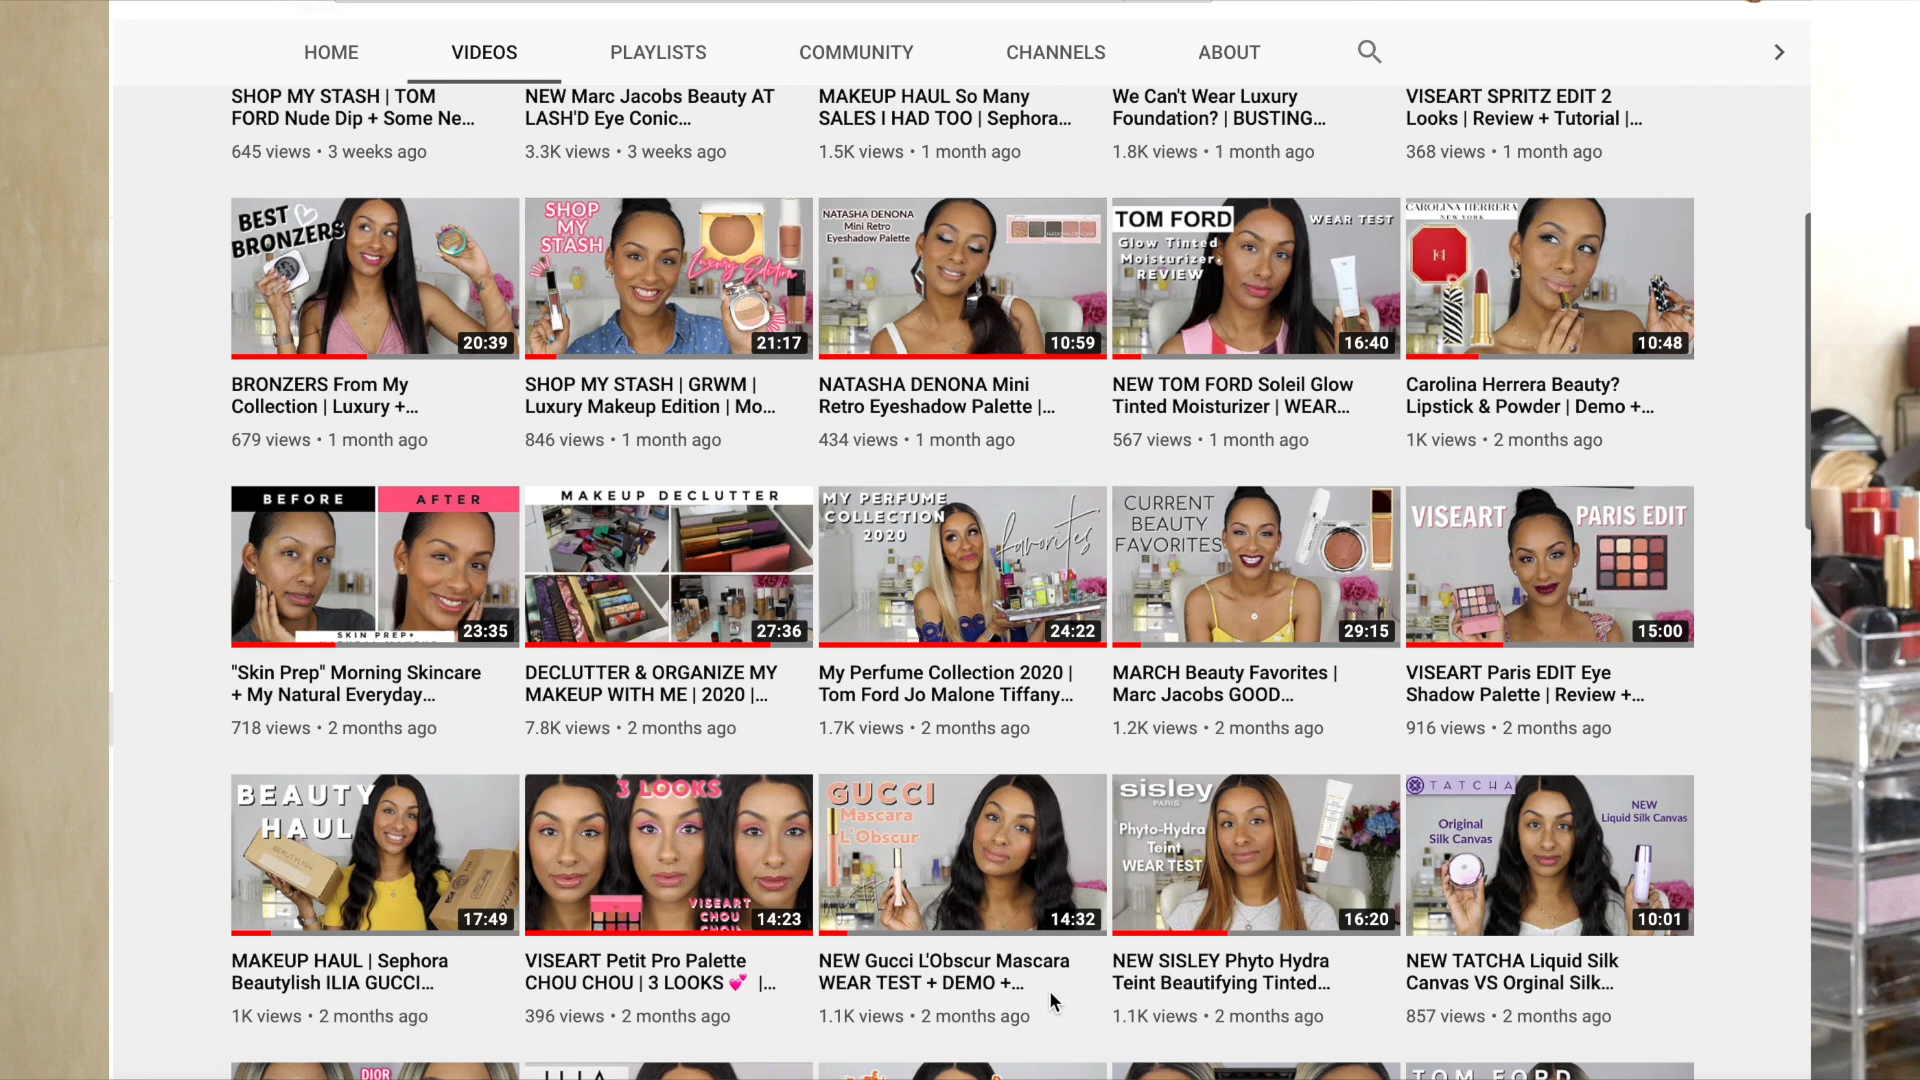 HOME VIDEOS PLAYLISTS COMMUNITY CHANNELS ABOUT
SHOP MY STASH | TOM
FORD Nude Dip + Some Ne...
645 views • 3 weeks ago
NEW Marc Jacobs Beauty AT
LASH'D Eye Conic...
3.3K views • 3 weeks ago
MAKEUP HAUL So Many
SALES I HAD TOO | Sephora...
1.5K views • 1 month ago
We Can't Wear Luxury
Foundation? | BUSTING...
1.8K views • 1 month ago
VISEART SPRITZ EDIT 2
Looks | Review + Tutorial |...
368 views • 1 month ago
BEST
BRONZERS
20:39
BRONZERS From My
Collection | Luxury +...
679 views • 1 month ago
SHOP
MY
STASH
Luxury Edition
21:17
SHOP MY STASH | GRWM |
Luxury Makeup Edition | Mo...
846 views • 1 month ago
NATASHA DENONA
Mini Retro
Eyeshadow Palette
10:59
NATASHA DENONA Mini
Retro Eyeshadow Palette |...
434 views • 1 month ago
TOM FORD
WEAR TEST
Glow Tinted
Moisturizer
REVIEW
16:40
NEW TOM FORD Soleil Glow
Tinted Moisturizer | WEAR...
567 views • 1 month ago
CAROLINA HERRERA
NEW YORK
10:48
Carolina Herrera Beauty?
Lipstick & Powder | Demo +...
1K views • 2 months ago
BEFORE AFTER
SKIN PREP+
23:35
"Skin Prep" Morning Skincare
+ My Natural Everyday...
718 views • 2 months ago
MAKEUP DECLUTTER
27:36
DECLUTTER & ORGANIZE MY
MAKEUP WITH ME | 2020 |...
7.8K views • 2 months ago
MY PERFUME
COLLECTION
2020
favorites
24:22
My Perfume Collection 2020 |
Tom Ford Jo Malone Tiffany...
1.7K views • 2 months ago
CURRENT
BEAUTY
FAVORITES
29:15
MARCH Beauty Favorites |
Marc Jacobs GOOD...
1.2K views • 2 months ago
VISEART PARIS EDIT
15:00
VISEART Paris EDIT Eye
Shadow Palette | Review +...
916 views • 2 months ago
BEAUTY
HAUL
BEAUTYLISH
17:49
MAKEUP HAUL | Sephora
Beautylish ILIA GUCCI...
1K views • 2 months ago
3 LOOKS
VISEART
CHOU
CHOU
14:23
VISEART Petit Pro Palette
CHOU CHOU | 3 LOOKS 💕 |...
396 views • 2 months ago
GUCCI
Mascara
L'Obscur
14:32
NEW Gucci L'Obscur Mascara
WEAR TEST + DEMO +...
1.1K views • 2 months ago
sisley
PARIS
Phyto-Hydra
Teint
WEAR TEST
16:20
NEW SISLEY Phyto Hydra
Teint Beautifying Tinted...
1.1K views • 2 months ago
TATCHA
NEW
Liquid Silk Canvas
Original
Silk Canvas
10:01
NEW TATCHA Liquid Silk
Canvas VS Orginal Silk...
857 views • 2 months ago
DIOR
ILIA
TOM FORD